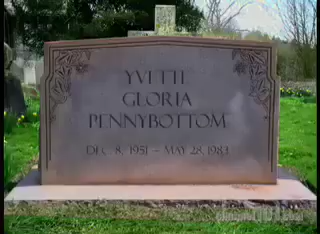 YVETTE
GLORIA
PENNYBOTTOM
DEC. 8, 1951 – MAY 28, 1983